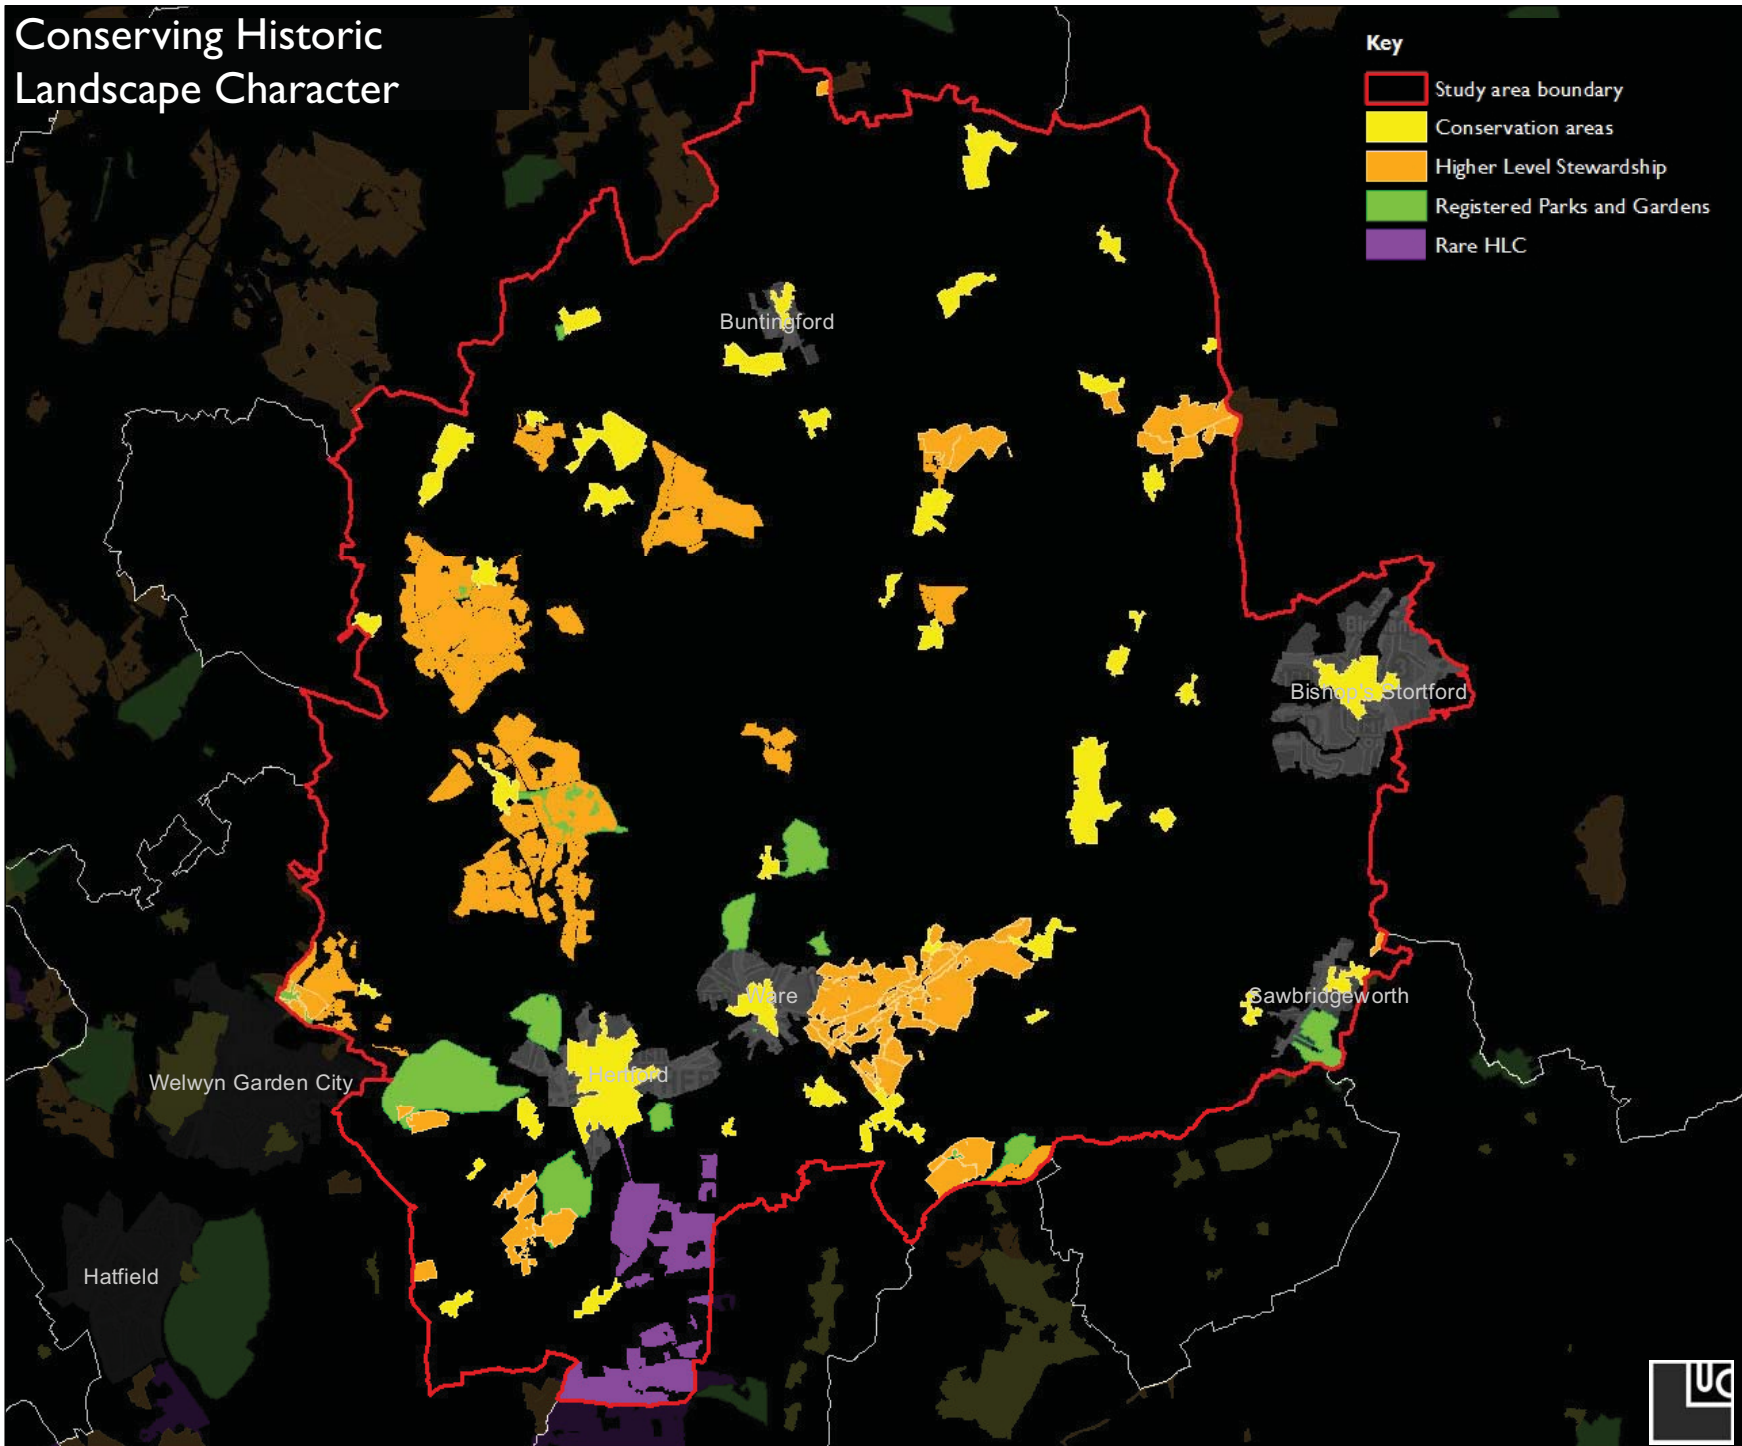 Conserving Historic
Landscape Character
Key
Study area boundary
Conservation areas
Higher Level Stewardship
Registered Parks and Gardens
Rare HLC
Buntingford
Bishop's Stortford
Ware
Sawbridgeworth
Hertford
Welwyn Garden City
Hatfield
LUC